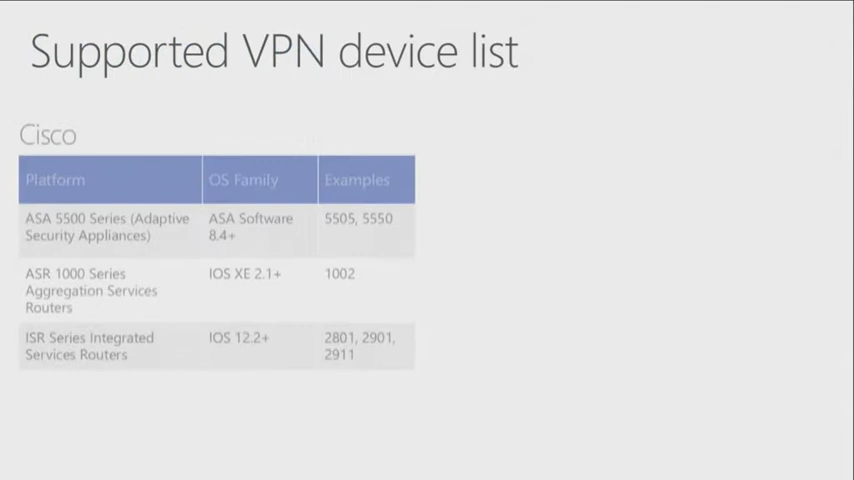 Supported VPN device list
Cisco
Platform OS Family Examples
ASA 5500 Series (Adaptive ASA Software 5505, 5550
Security Appliances) 8.4+
ASR 1000 Series IOS XE 2.1+ 1002
Aggregation Services
Routers
ISR Series Integrated IOS 12.2+ 2801, 2901,
Services Routers 2911